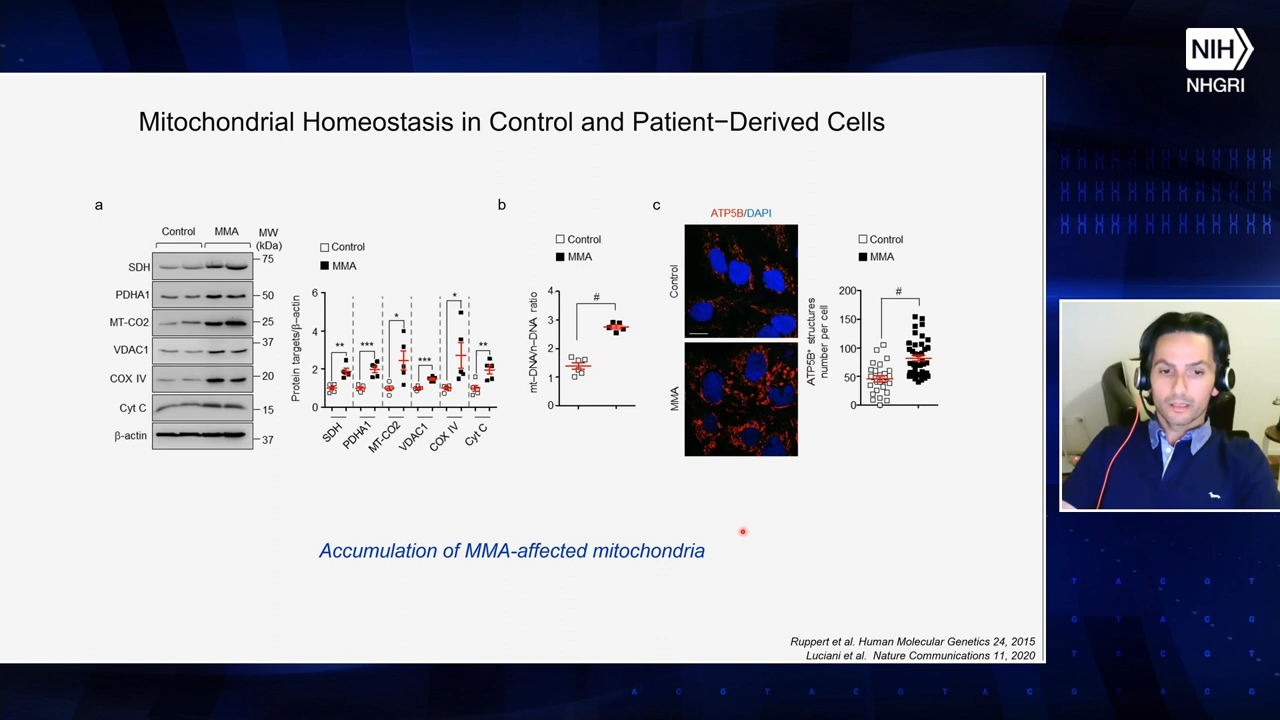 NIH
NHGRI
Mitochondrial Homeostasis in Control and Patient−Derived Cells
a
Control MMA MW (kDa)
SDH
PDHA1
MT-CO2
VDAC1
COX IV
Cyt C
β-actin
75
50
25
37
20
15
37
Control
MMA
Protein targets/β-actin
6
4
2
0
** *** * *** * **
SDH
PDHA1
MT-CO2
VDAC1
COX IV
Cyt C
b
Control
MMA
mt-DNA/n-DNA ratio
4
3
2
1
0
#
c
ATP5B/DAPI
Control
MMA
Control
MMA
ATP5B⁺ structures
number per cell
200
150
100
50
0
#
Accumulation of MMA-affected mitochondria
Ruppert et al. Human Molecular Genetics 24, 2015
Luciani et al. Nature Communications 11, 2020